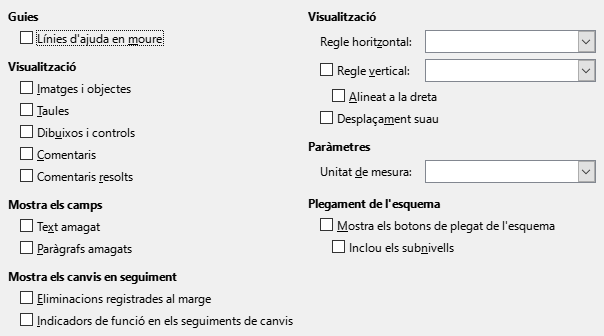 Guies
Línies d'ajuda en moure
Visualització
Imatges i objectes
Taules
Dibuixos i controls
Comentaris
Comentaris resolts
Mostra els camps
Text amagat
Paràgrafs amagats
Mostra els canvis en seguiment
Eliminacions registrades al marge
Indicadors de funció en els seguiments de canvis
Visualització
Regle horitzontal:
Regle vertical:
Alineat a la dreta
Desplaçament suau
Paràmetres
Unitat de mesura:
Plegament de l'esquema
Mostra els botons de plegat de l'esquema
Inclou els subnivells